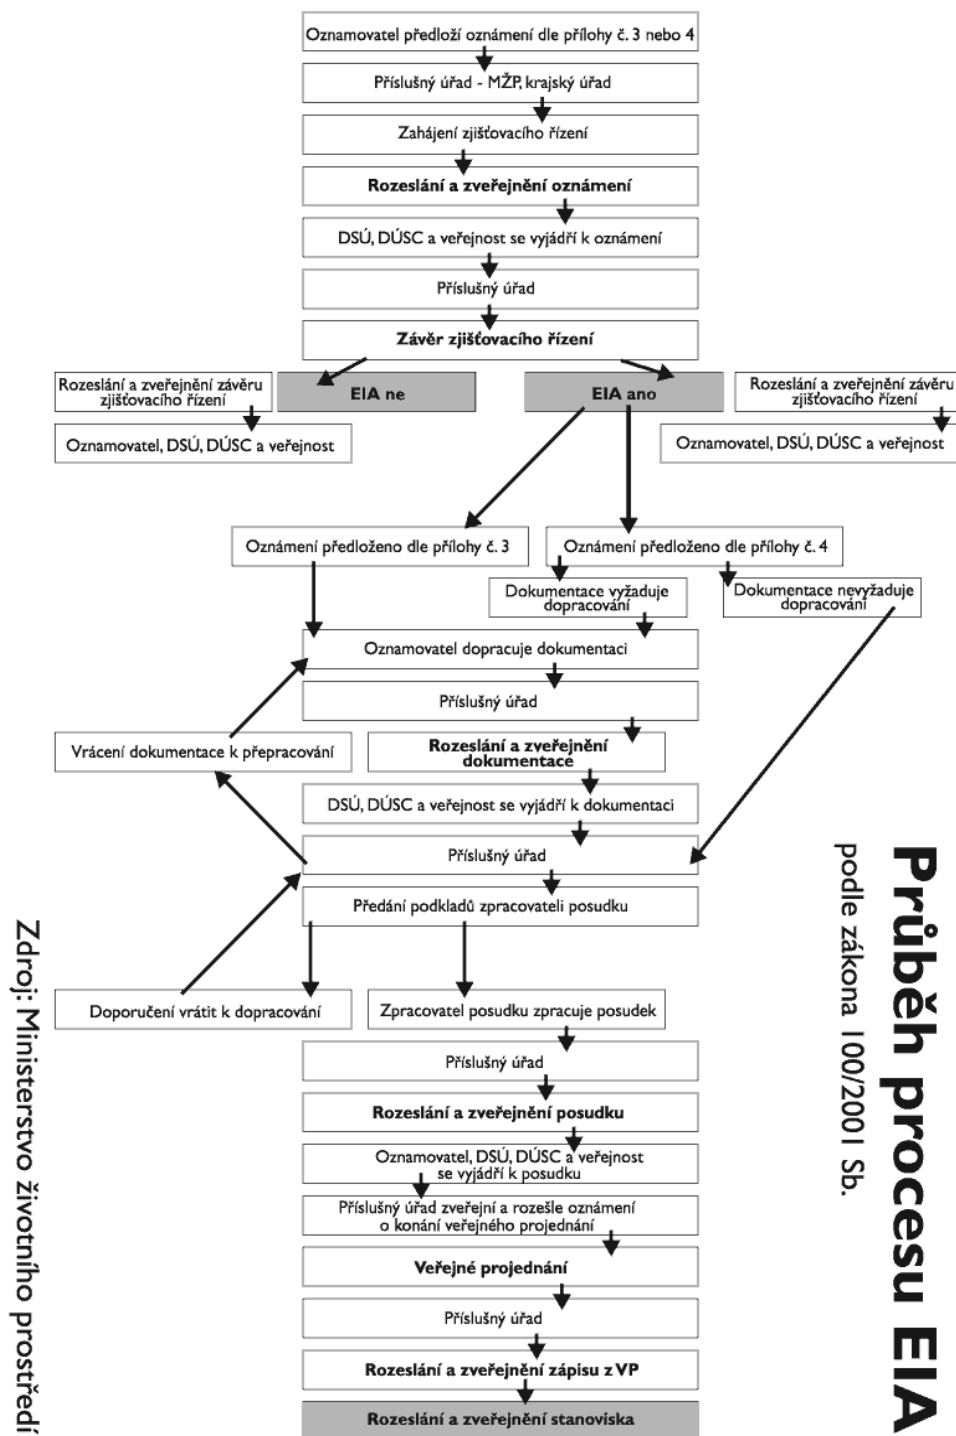 Oznamovatel předloží oznámení dle přílohy č. 3 nebo 4
Příslušný úřad - MŽP, krajský úřad
Zahájení zjišťovacího řízení
Rozeslání a zveřejnění oznámení
DSÚ, DÚSC a veřejnost se vyjádří k oznámení
Příslušný úřad
Závěr zjišťovacího řízení
Rozeslání a zveřejnění závěru
zjišťovacího řízení
EIA ne
EIA ano
Rozeslání a zveřejnění závěru
zjišťovacího řízení
Oznamovatel, DSÚ, DÚSC a veřejnost
Oznamovatel, DSÚ, DÚSC a veřejnost
Oznámení předloženo dle přílohy č. 3
Oznámení předloženo dle přílohy č. 4
Dokumentace vyžaduje
dopracování
Dokumentace nevyžaduje
dopracování
Oznamovatel dopracuje dokumentaci
Příslušný úřad
Vrácení dokumentace k přepracování
Rozeslání a zveřejnění
dokumentace
DSÚ, DÚSC a veřejnost se vyjádří k dokumentaci
Příslušný úřad
Předání podkladů zpracovateli posudku
Doporučení vrátit k dopracování
Zpracovatel posudku zpracuje posudek
Příslušný úřad
Rozeslání a zveřejnění posudku
Oznamovatel, DSÚ, DÚSC a veřejnost
se vyjádří k posudku
Příslušný úřad zveřejní a rozešle oznámení
o konání veřejného projednání
Veřejné projednání
Příslušný úřad
Rozeslání a zveřejnění zápisu z VP
Rozeslání a zveřejnění stanoviska
Průběh procesu EIA
podle zákona 100/2001 Sb.
Zdroj: Ministerstvo životního prostředí